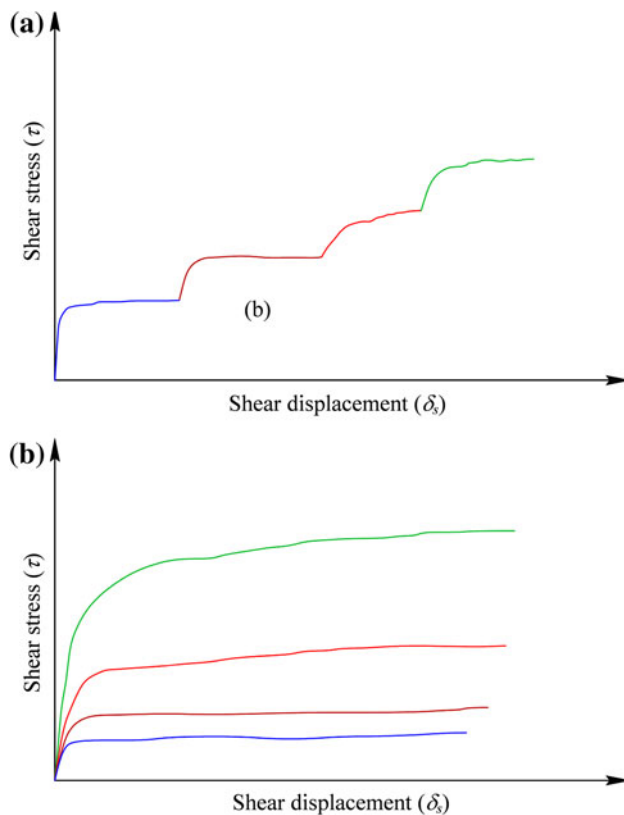 (a)
Shear stress (τ)
(b)
Shear displacement (δs)
(b)
Shear stress (τ)
Shear displacement (δs)